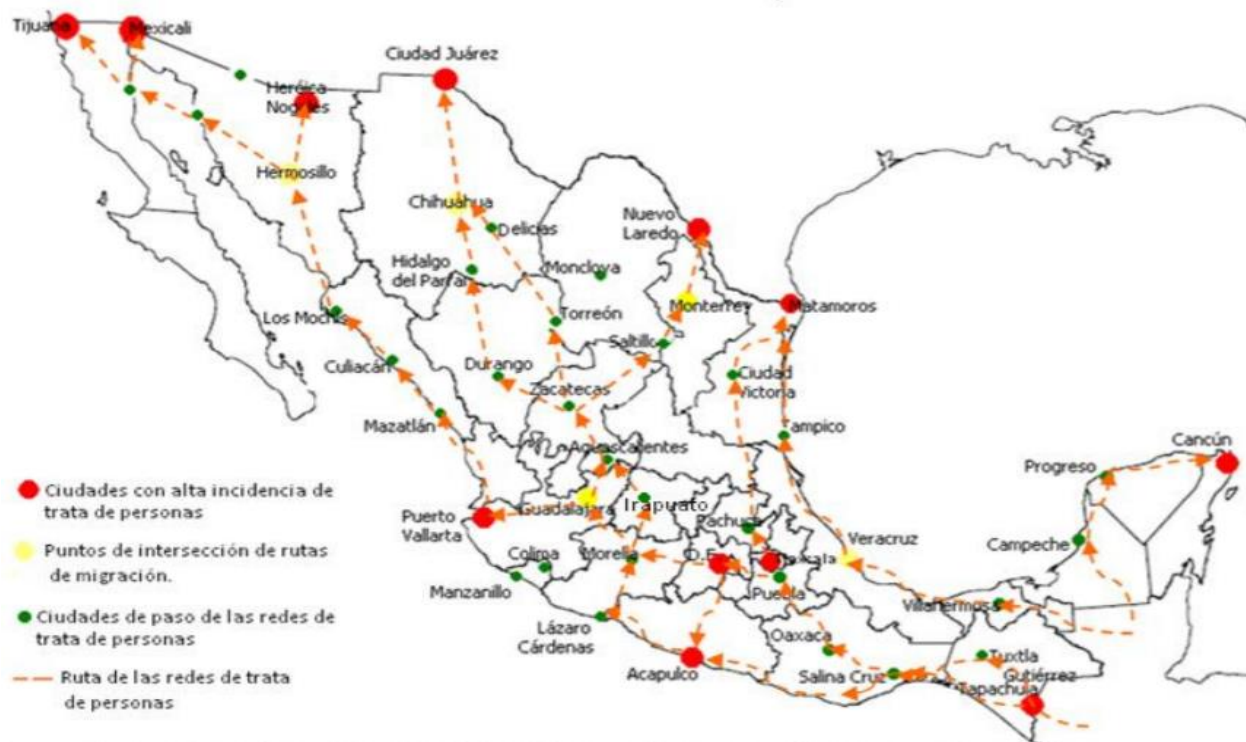 Tijuana
Mexicali
Ciudad Juárez
Heróica
Nogales
Hermosillo
Chihuahua
Delicias
Nuevo
Laredo
Hidalgo
del Parral
Monclova
Monterrey
Matamoros
Los Mochis
Torreón
Saltillo
Culiacán
Durango
Ciudad
Victoria
Zacatecas
Mazatlán
Tampico
Aguascalientes
Cancún
Progreso
Ciudades con alta incidencia de
trata de personas
Puerto
Vallarta
Guadalajara
Irapuato
Pachuca
Veracruz
Campeche
Puntos de intersección de rutas
de migración.
Colima
Morelia
D.F.
Tlaxcala
Manzanillo
Puebla
Villahermosa
Ciudades de paso de las redes de
trata de personas
Lázaro
Cárdenas
Oaxaca
Tuxtla
Gutiérrez
Acapulco
Salina Cruz
Tapachula
Ruta de las redes de trata
de personas